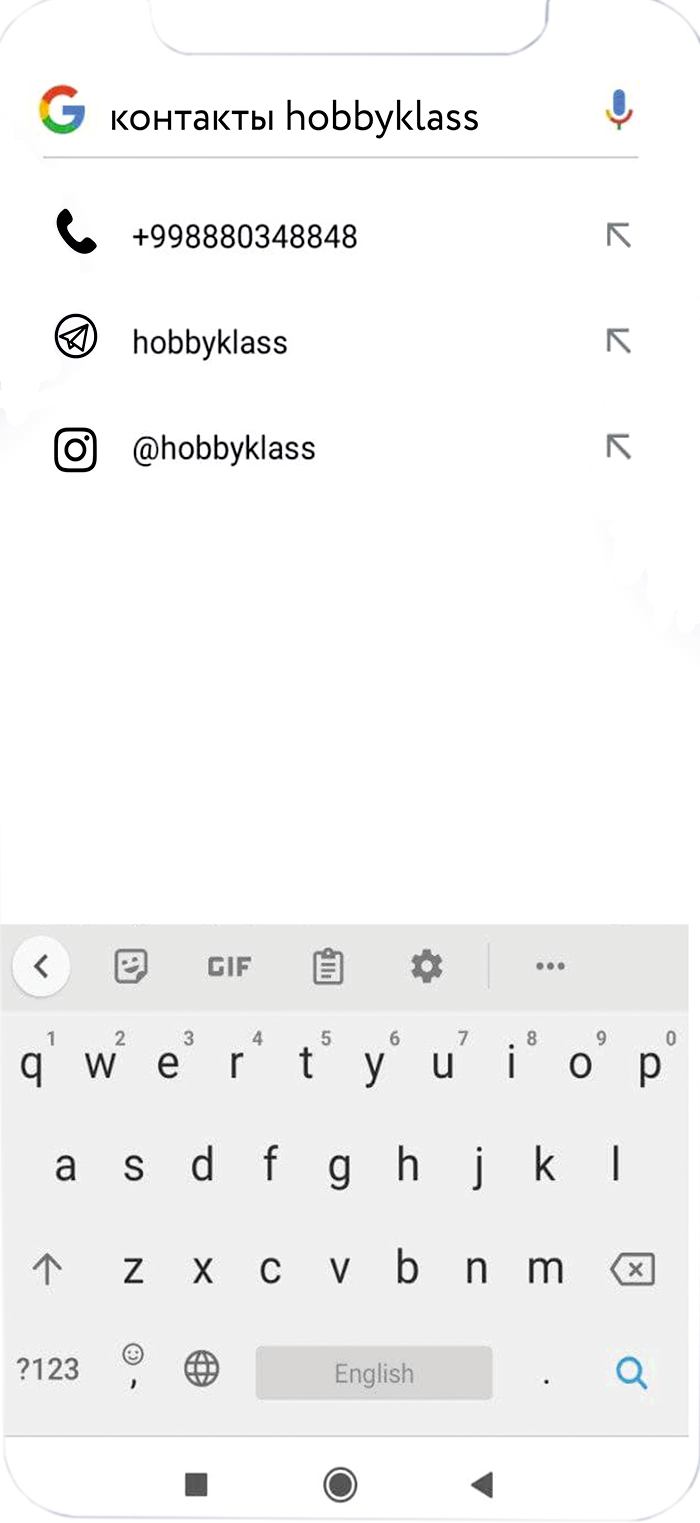 контакты hobbyklass
+998880348848
hobbyklass
@hobbyklass
GIF
1 2 3 4 5 6 7 8 9 0
q w e r t y u i o p
a s d f g h j k l
z x c v b n m
?123 , English .